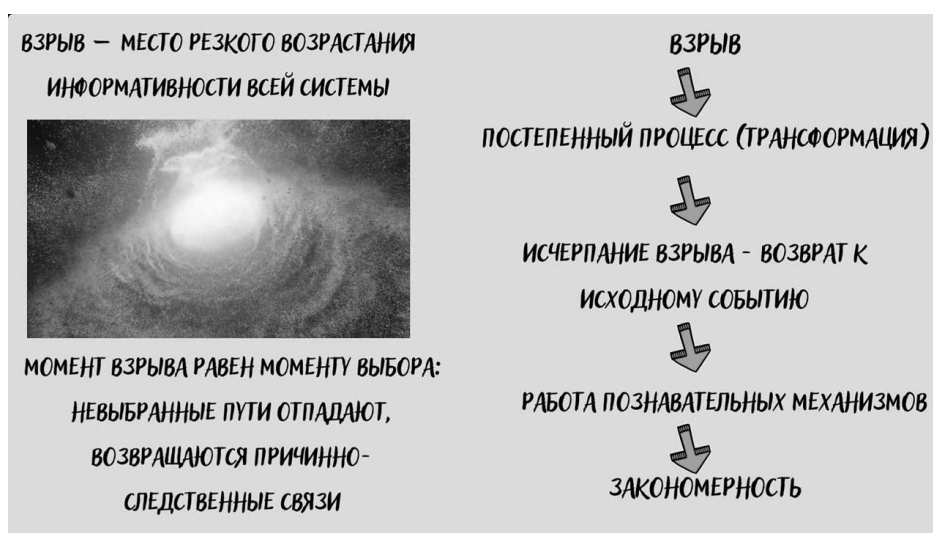 ВЗРЫВ – МЕСТО РЕЗКОГО ВОЗРАСТАНИЯ
ИНФОРМАТИВНОСТИ ВСЕЙ СИСТЕМЫ
МОМЕНТ ВЗРЫВА РАВЕН МОМЕНТУ ВЫБОРА:
НЕВЫБРАННЫЕ ПУТИ ОТПАДАЮТ,
ВОЗВРАЩАЮТСЯ ПРИЧИННО-
СЛЕДСТВЕННЫЕ СВЯЗИ
ВЗРЫВ
ПОСТЕПЕННЫЙ ПРОЦЕСС (ТРАНСФОРМАЦИЯ)
ИСЧЕРПАНИЕ ВЗРЫВА - ВОЗВРАТ К
ИСХОДНОМУ СОБЫТИЮ
РАБОТА ПОЗНАВАТЕЛЬНЫХ МЕХАНИЗМОВ
ЗАКОНОМЕРНОСТЬ